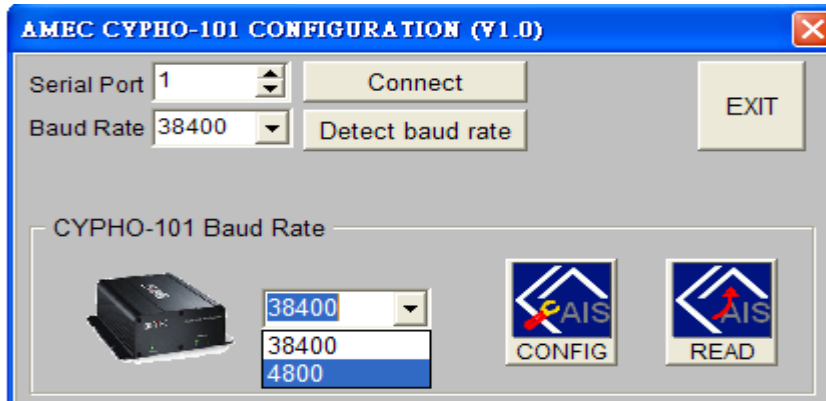 AMEC CYPHO-101 CONFIGURATION (V1.0)
Serial Port 1 Connect
EXIT
Baud Rate 38400 Detect baud rate
CYPHO-101 Baud Rate
38400
38400
4800
AIS
CONFIG
AIS
READ